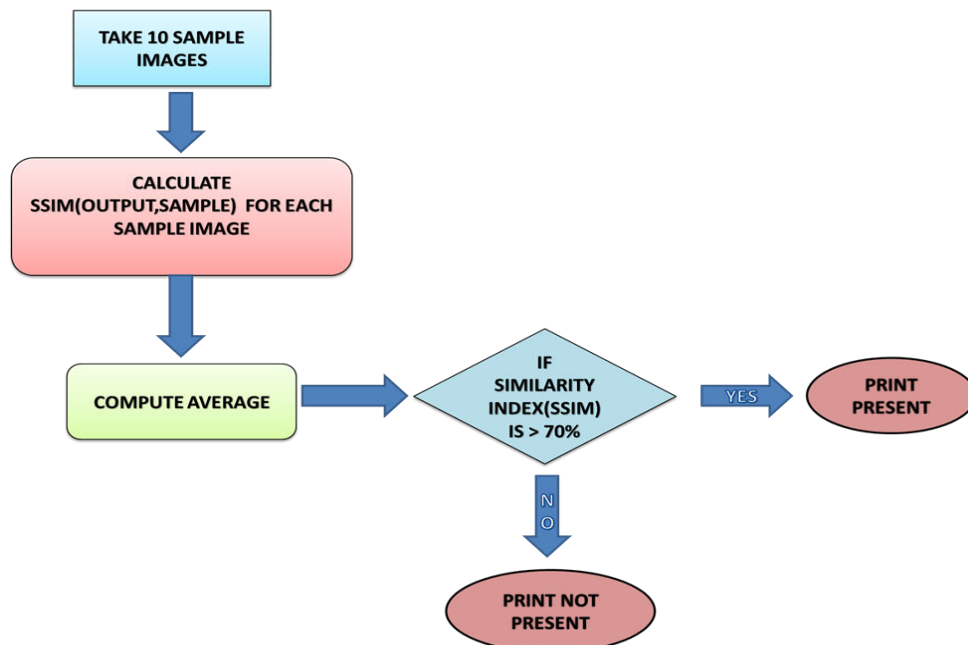 TAKE 10 SAMPLE
IMAGES
CALCULATE
SSIM(OUTPUT,SAMPLE) FOR EACH
SAMPLE IMAGE
COMPUTE AVERAGE
IF
SIMILARITY
INDEX(SSIM)
IS > 70%
YES
PRINT
PRESENT
NO
PRINT NOT
PRESENT